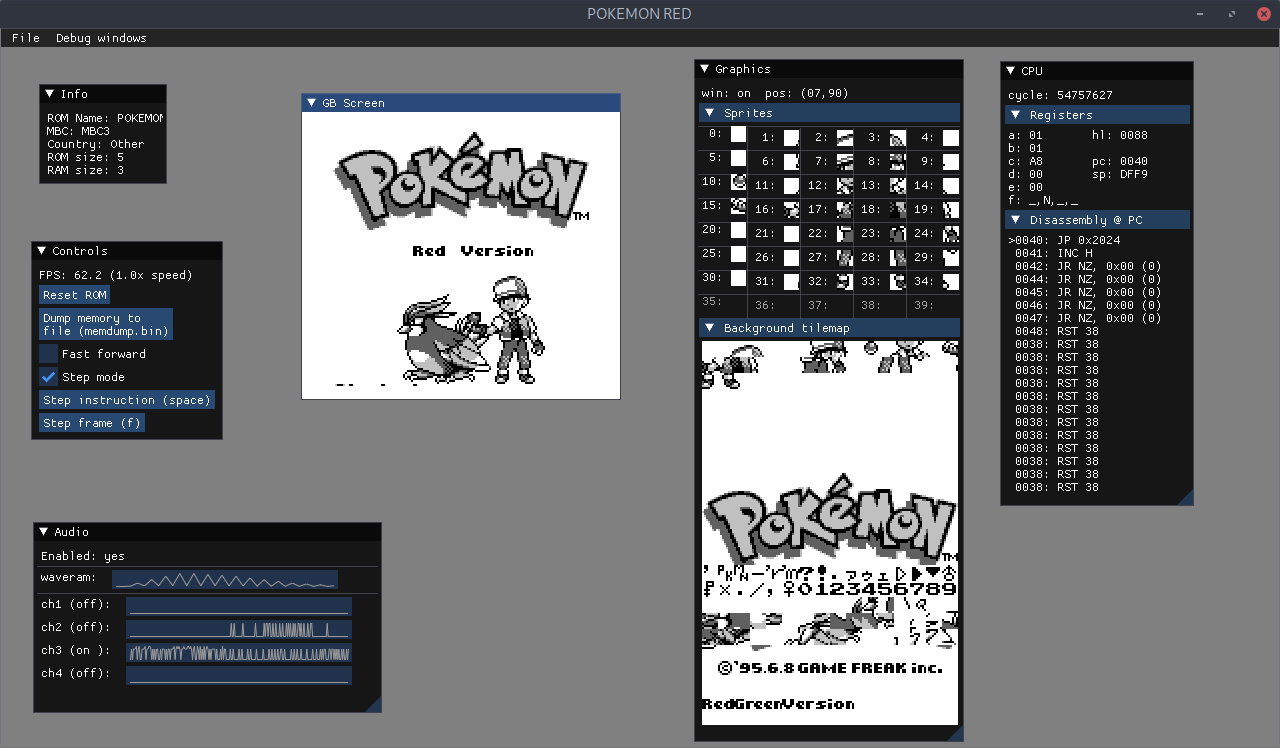 POKEMON RED
File Debug windows
Info
ROM Name: POKEMON
MBC: MBC3
Country: Other
ROM size: 5
RAM size: 3
Controls
FPS: 62.2 (1.0x speed)
Reset ROM
Dump memory to
file (memdump.bin)
Fast forward
Step mode
Step instruction (space)
Step frame (f)
Audio
Enabled: yes
waveram:
ch1 (off):
ch2 (off):
ch3 (on ):
ch4 (off):
GB Screen
POKéMON
TM
Red Version
Graphics
win: on pos: (07,90)
Sprites
0: 1: 2: 3: 4:
5: 6: 7: 8: 9:
10: 11: 12: 13: 14:
15: 16: 17: 18: 19:
20: 21: 22: 23: 24:
25: 26: 27: 28: 29:
30: 31: 32: 33: 34:
35: 36: 37: 38: 39:
Background tilemap
POKéMON
TM
♂
× . / , ♀ 0123456789
©'95.6.8 GAME FREAK inc.
RedGreenVersion
CPU
cycle: 54757627
Registers
a: 01 hl: 0088
b: 01
c: A8 pc: 0040
d: 00 sp: DFF9
e: 00
f: _,N,_,_
Disassembly @ PC
>0040: JP 0x2024
0041: INC H
0042: JR NZ, 0x00 (0)
0044: JR NZ, 0x00 (0)
0045: JR NZ, 0x00 (0)
0046: JR NZ, 0x00 (0)
0047: JR NZ, 0x00 (0)
0048: RST 38
0038: RST 38
0038: RST 38
0038: RST 38
0038: RST 38
0038: RST 38
0038: RST 38
0038: RST 38
0038: RST 38
0038: RST 38
0038: RST 38
0038: RST 38
0038: RST 38